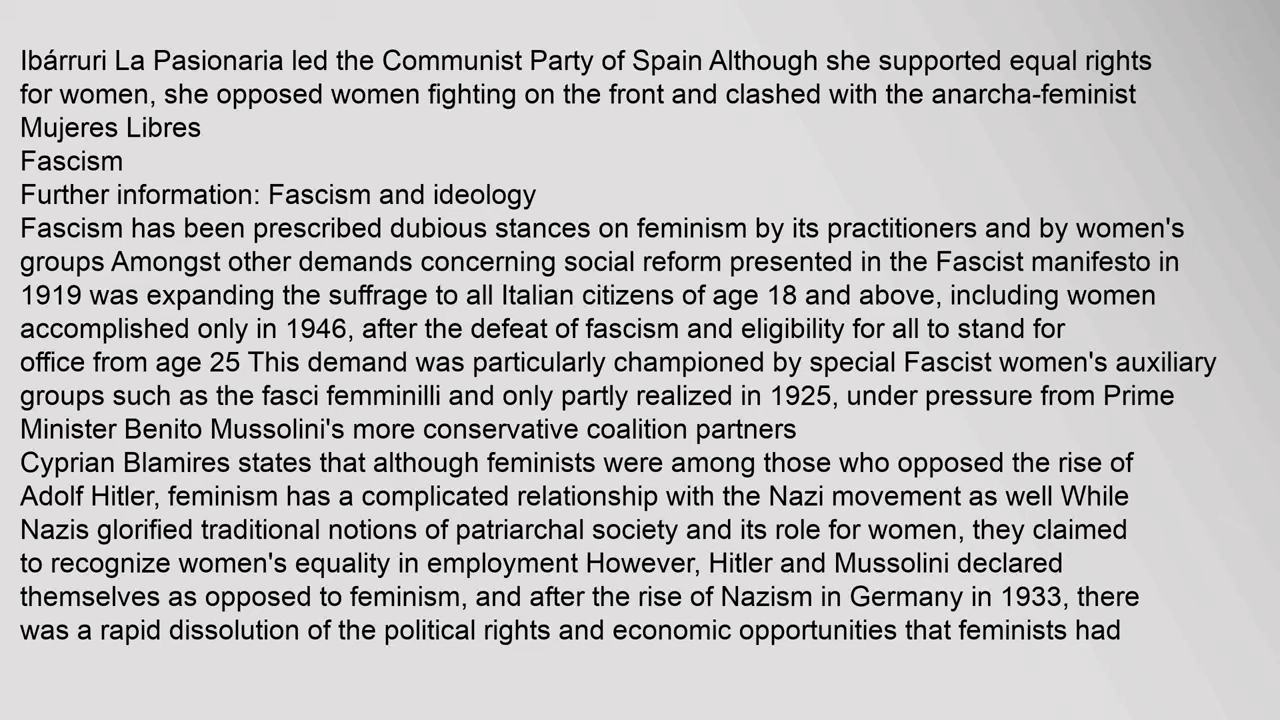 Ibárruri La Pasionaria led the Communist Party of Spain Although she supported equal rights
for women, she opposed women fighting on the front and clashed with the anarcha-feminist
Mujeres Libres
Fascism
Further information: Fascism and ideology
Fascism has been prescribed dubious stances on feminism by its practitioners and by women's
groups Amongst other demands concerning social reform presented in the Fascist manifesto in
1919 was expanding the suffrage to all Italian citizens of age 18 and above, including women
accomplished only in 1946, after the defeat of fascism and eligibility for all to stand for
office from age 25 This demand was particularly championed by special Fascist women's auxiliary
groups such as the fasci femminilli and only partly realized in 1925, under pressure from Prime
Minister Benito Mussolini's more conservative coalition partners
Cyprian Blamires states that although feminists were among those who opposed the rise of
Adolf Hitler, feminism has a complicated relationship with the Nazi movement as well While
Nazis glorified traditional notions of patriarchal society and its role for women, they claimed
to recognize women's equality in employment However, Hitler and Mussolini declared
themselves as opposed to feminism, and after the rise of Nazism in Germany in 1933, there
was a rapid dissolution of the political rights and economic opportunities that feminists had